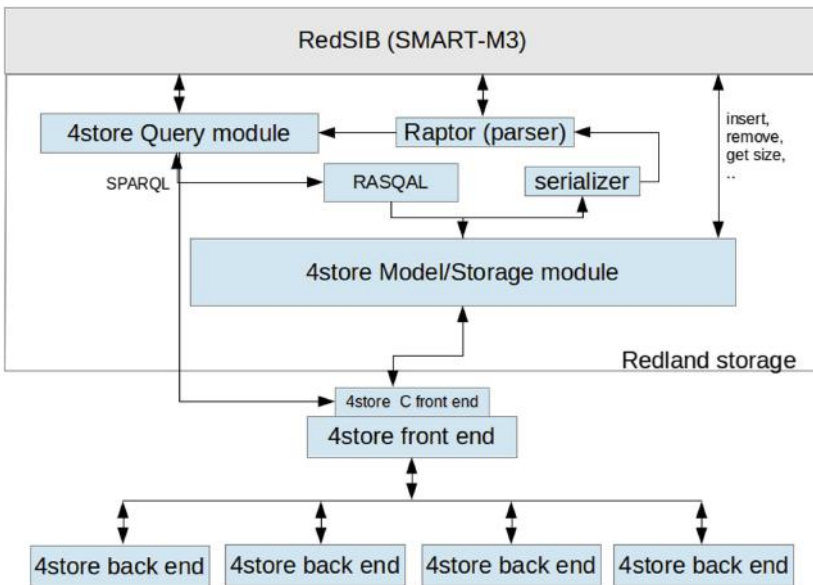 RedSIB (SMART-M3)
4store Query module
Raptor (parser)
insert,
remove,
get size,
..
SPARQL
RASQAL
serializer
4store Model/Storage module
Redland storage
4store C front end
4store front end
4store back end
4store back end
4store back end
4store back end